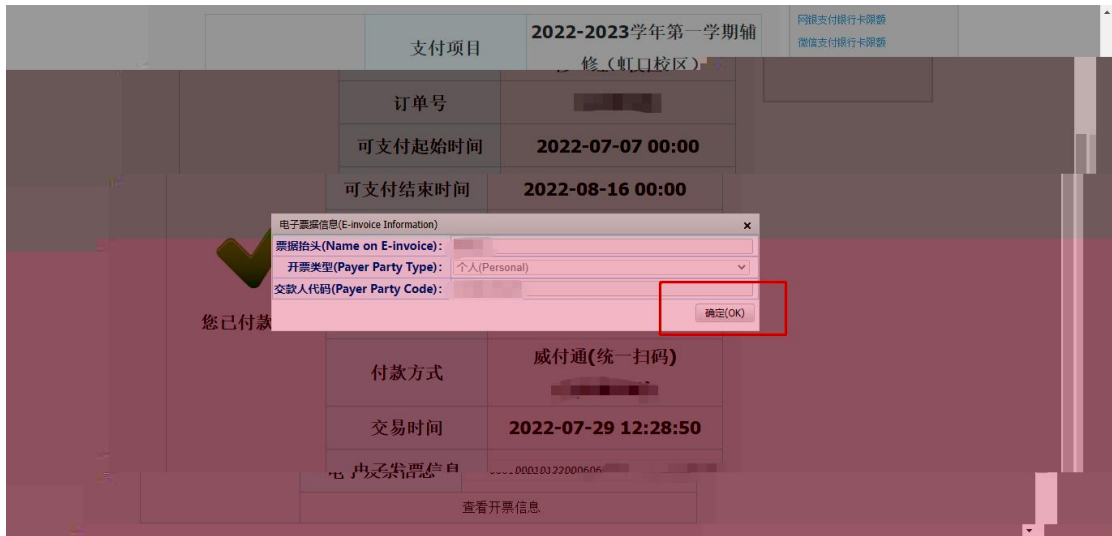 支付项目
2022-2023学年第一学期辅
修（虹口校区）
网银支付银行卡限额
微信支付银行卡限额
订单号
可支付起始时间
2022-07-07 00:00
可支付结束时间
2022-08-16 00:00
电子票据信息(E-invoice Information)
票据抬头(Name on E-invoice):
开票类型(Payer Party Type):
个人(Personal)
交款人代码(Payer Party Code):
确定(OK)
您已付款
付款方式
威付通(统一扫码)
交易时间
2022-07-29 12:28:50
电子发票信息
查看开票信息